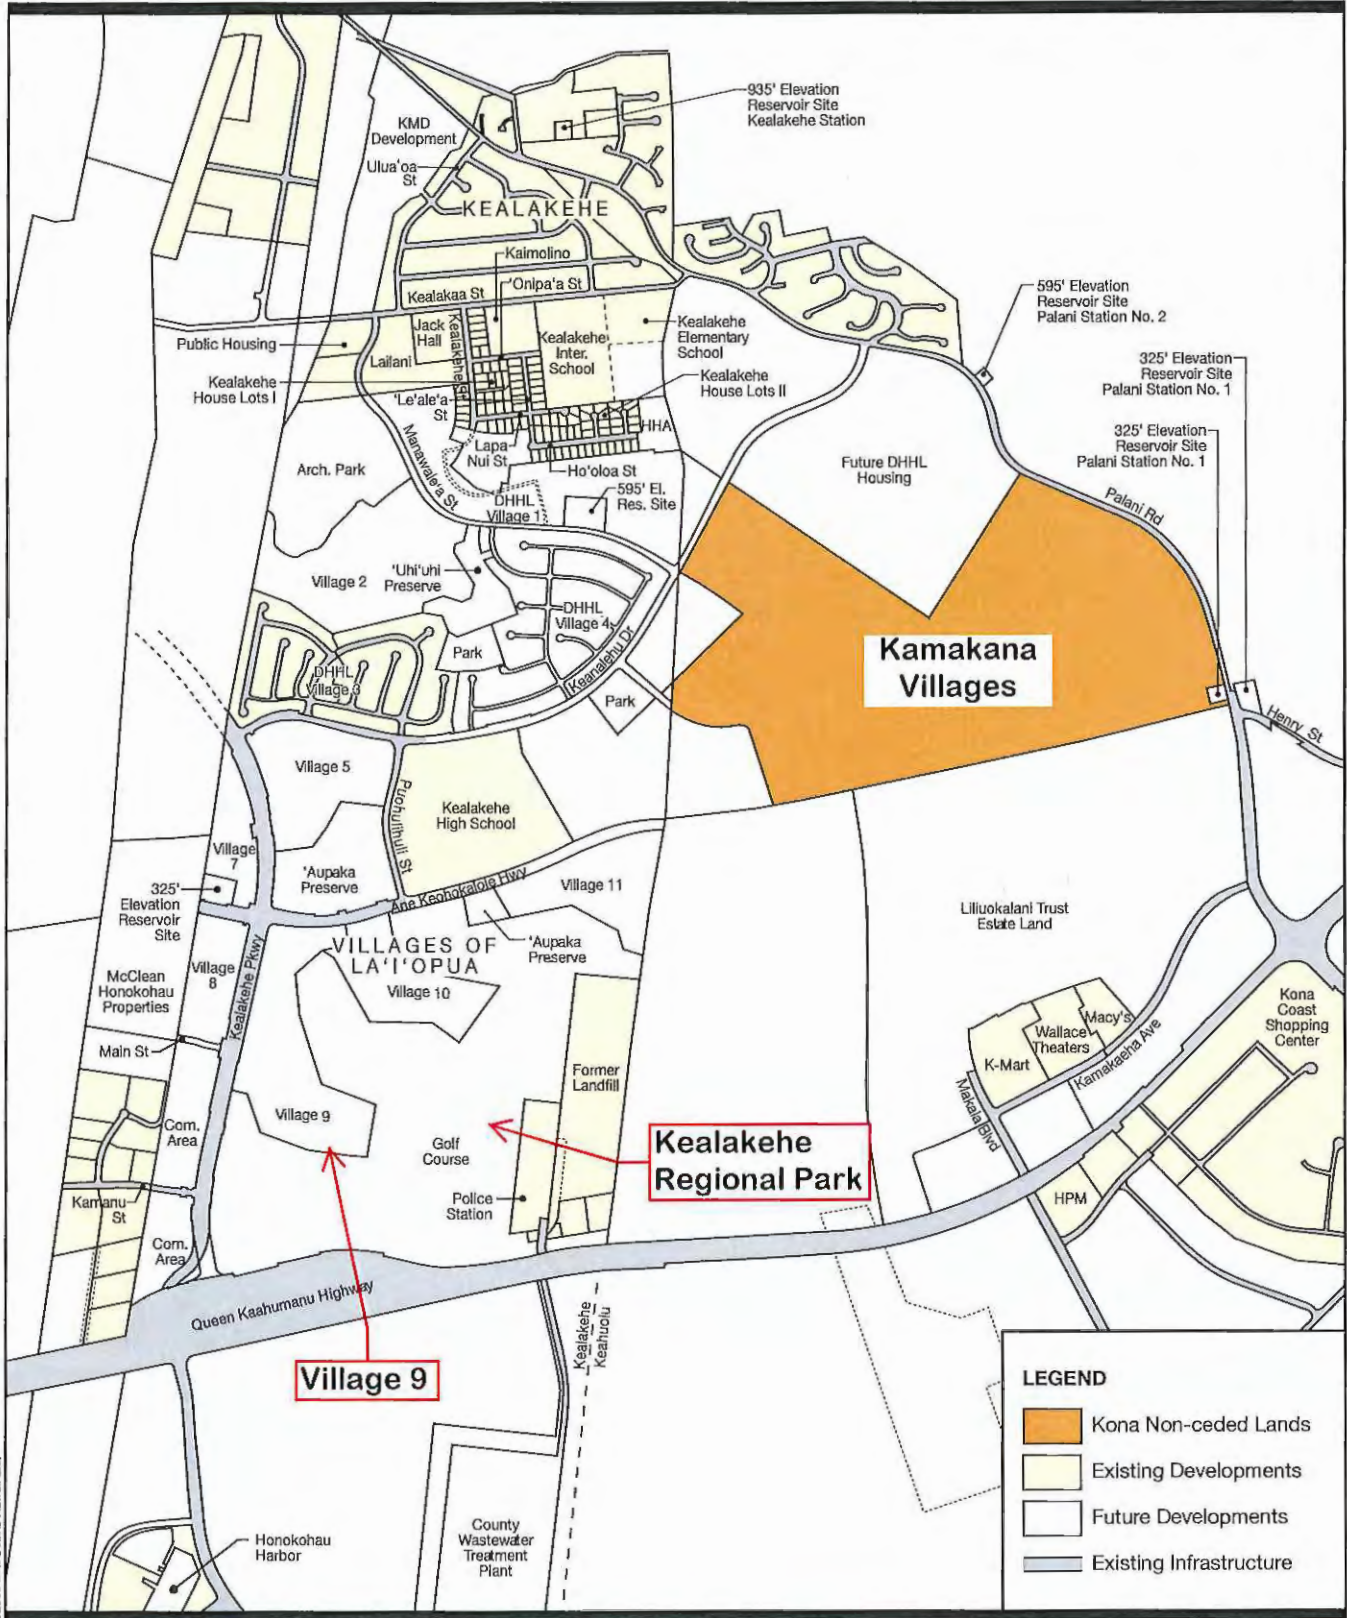 935' Elevation
Reservoir Site
Kealakehe Station
KMD
Development
Ulua'oa
St
KEALAKEHE
Kaimolino
'Onipa'a St
Kealakaa St
595' Elevation
Reservoir Site
Palani Station No. 2
Public Housing
Jack
Hall
Lailani
Kealakehe
Inter.
School
Kealakehe
Elementary
School
325' Elevation
Reservoir Site
Palani Station No. 1
Kealakehe
House Lots I
'Le'ale'a
St
Kealakehe
House Lots II
HHA
Lapa-
Nui St
Ho'oloa St
325' Elevation
Reservoir Site
Palani Station No. 1
Manawale'a St
Arch. Park
Future DHHL
Housing
595' El.
Res. Site
DHHL
Village 1
Palani Rd
Village 2
'Uhi'uhi
Preserve
DHHL
Village 4
Kamakana
Villages
Park
DHHL
Village 3
Keanalehu Dr
Park
Henry St
Village 5
Puohulihuli St
Kealakehe
High School
Village
7
'Aupaka
Preserve
Ane Keohokalole Hwy
Village 11
325'
Elevation
Reservoir
Site
Liliuokalani Trust
Estate Land
VILLAGES OF
LA'I'OPUA
'Aupaka
Preserve
McClean
Honokohau
Properties
Village
8
Kealakehe Pkwy
Village 10
Kona
Coast
Shopping
Center
Macy's
Wallace
Theaters
K-Mart
Kamakaeha Ave
Main St
Former
Landfill
Makala Blvd
Village 9
Com.
Area
Golf
Course
Kealakehe
Regional Park
Police
Station
Kamanu
St
HPM
Com.
Area
Queen Kaahumanu Highway
Kealakehe
Keahuolu
Village 9
LEGEND
Kona Non-ceded Lands
Existing Developments
Future Developments
Existing Infrastructure
Honokohau
Harbor
County
Wastewater
Treatment
Plant